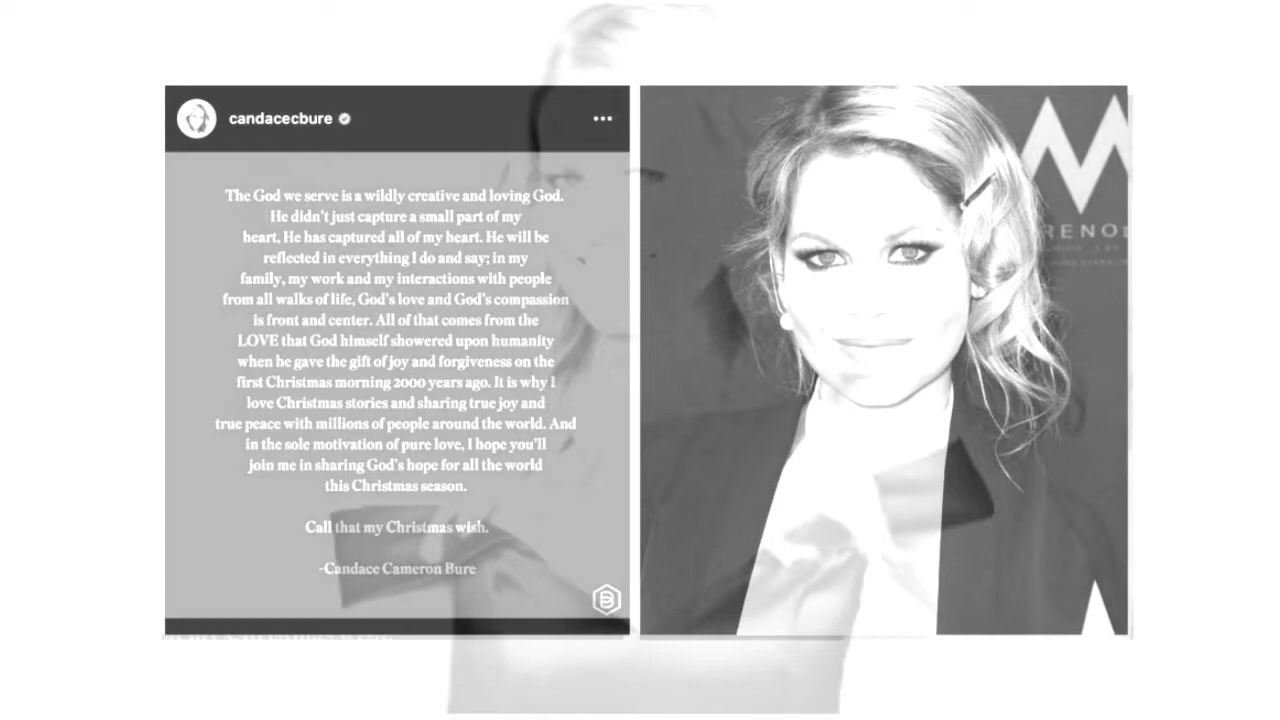 candacecbure
The God we serve is a wildly creative and loving God.
He didn't just capture a small part of my
heart, He has captured all of my heart. He will be
reflected in everything I do and say; in my
family, my work and my interactions with people
from all walks of life, God's love and God's compassion
is front and center. All of that comes from the
LOVE that God himself showered upon humanity
when he gave the gift of joy and forgiveness on the
first Christmas morning 2000 years ago. It is why I
love Christmas stories and sharing true joy and
true peace with millions of people around the world. And
in the sole motivation of pure love, I hope you'll
join me in sharing God's hope for all the world
this Christmas season.
Call that my Christmas wish.
-Candace Cameron Bure
B
M